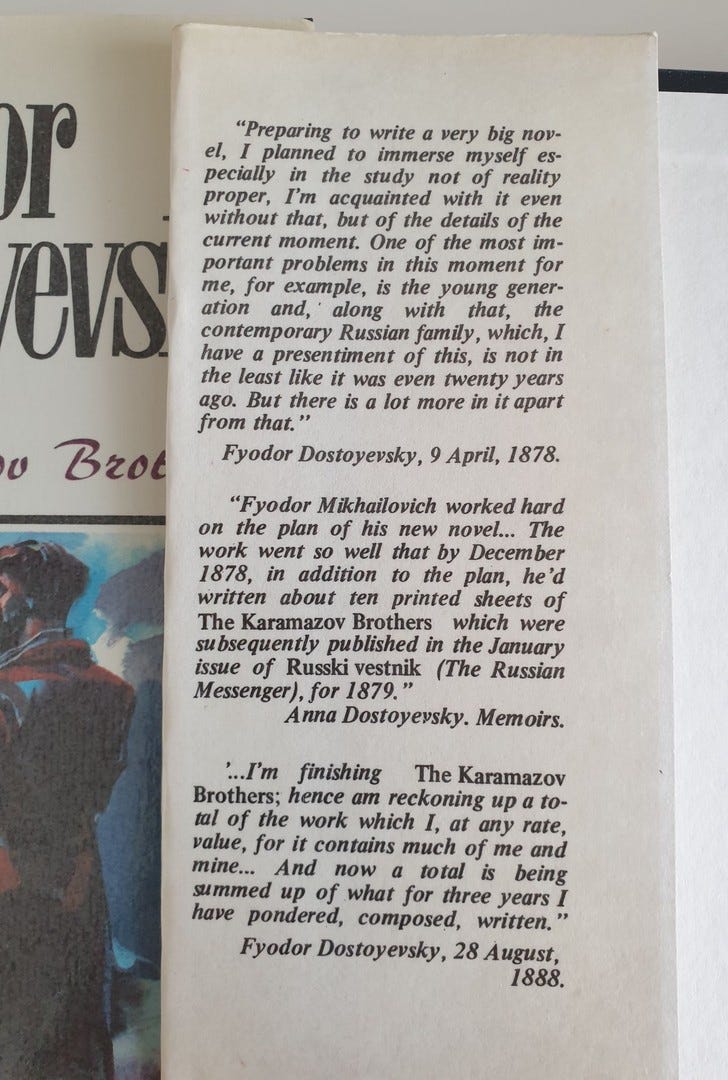 or
yevs
ov Brot
“Preparing to write a very big nov-
el, I planned to immerse myself es-
pecially in the study not of reality
proper, I’m acquainted with it even
without that, but of the details of the
current moment. One of the most im-
portant problems in this moment for
me, for example, is the young gener-
ation and, along with that, the
contemporary Russian family, which, I
have a presentiment of this, is not in
the least like it was even twenty years
ago. But there is a lot more in it apart
from that.”
Fyodor Dostoyevsky, 9 April, 1878.
“Fyodor Mikhailovich worked hard
on the plan of his new novel... The
work went so well that by December
1878, in addition to the plan, he’d
written about ten printed sheets of
The Karamazov Brothers which were
subsequently published in the January
issue of Russki vestnik (The Russian
Messenger), for 1879.”
Anna Dostoyevsky. Memoirs.
‘...I’m finishing The Karamazov
Brothers; hence am reckoning up a to-
tal of the work which I, at any rate,
value, for it contains much of me and
mine... And now a total is being
summed up of what for three years I
have pondered, composed, written.”
Fyodor Dostoyevsky, 28 August,
1888.